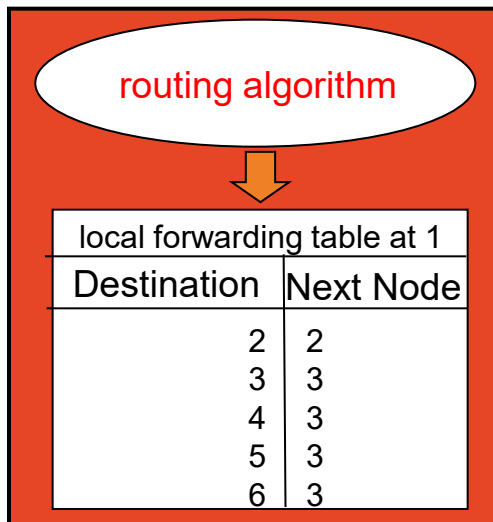 routing algorithm
local forwarding table at 1
Destination Next Node
2 2
3 3
4 3
5 3
6 3